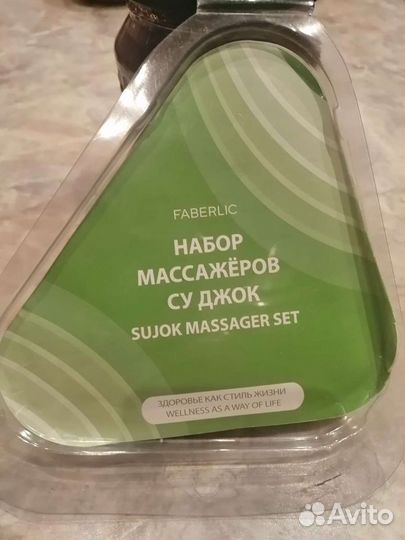 FABERLIC
НАБОР
МАССАЖЁРОВ
СУ ДЖОК
SUJOK MASSAGER SET
ЗДОРОВЬЕ КАК СТИЛЬ ЖИЗНИ
WELLNESS AS A WAY OF LIFE
Avito